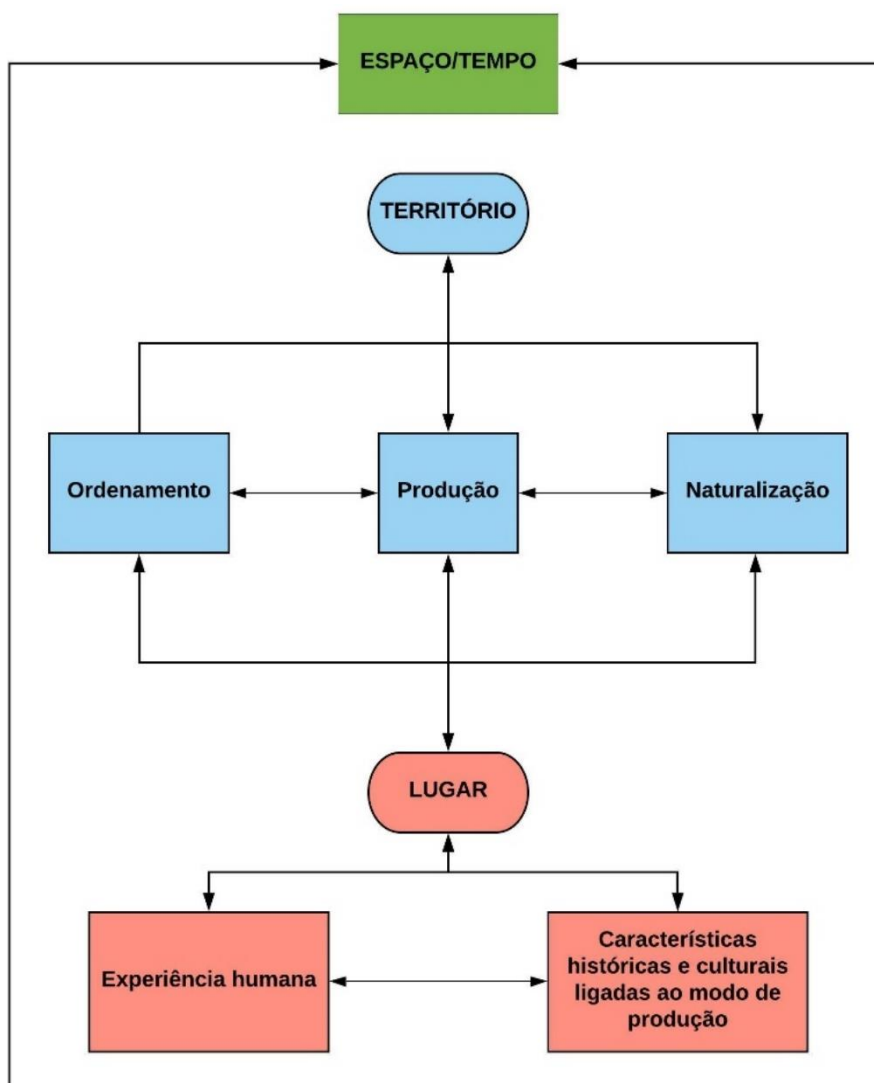 ESPAÇO/TEMPO
TERRITÓRIO
Ordenamento
Produção
Naturalização
LUGAR
Experiência humana
Características
históricas e culturais
ligadas ao modo de
produção